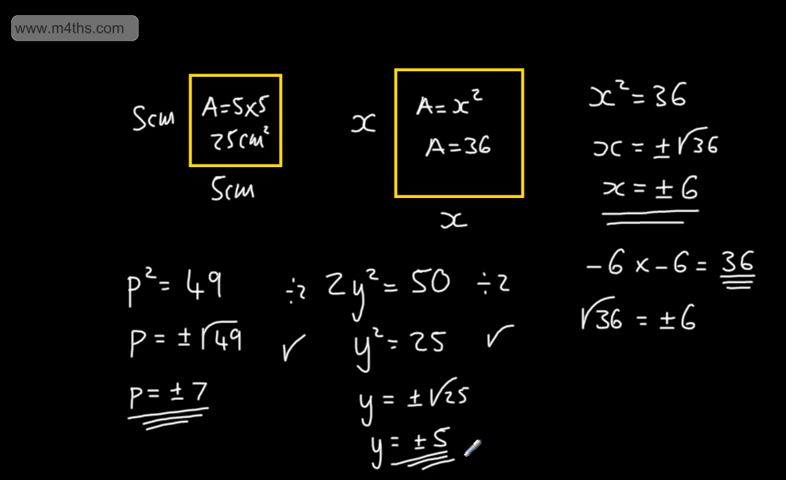 www.m4ths.com
5cm
A=5x5
25cm²
5cm
x
A=x²
A=36
x
x²=36
x=±√36
x=±6
-6 x -6 = 36
√36 = ±6
p²=49
p=±√49
p=±7
÷2 2y²=50 ÷2
√ y²=25 √
y=±√25
y=±5